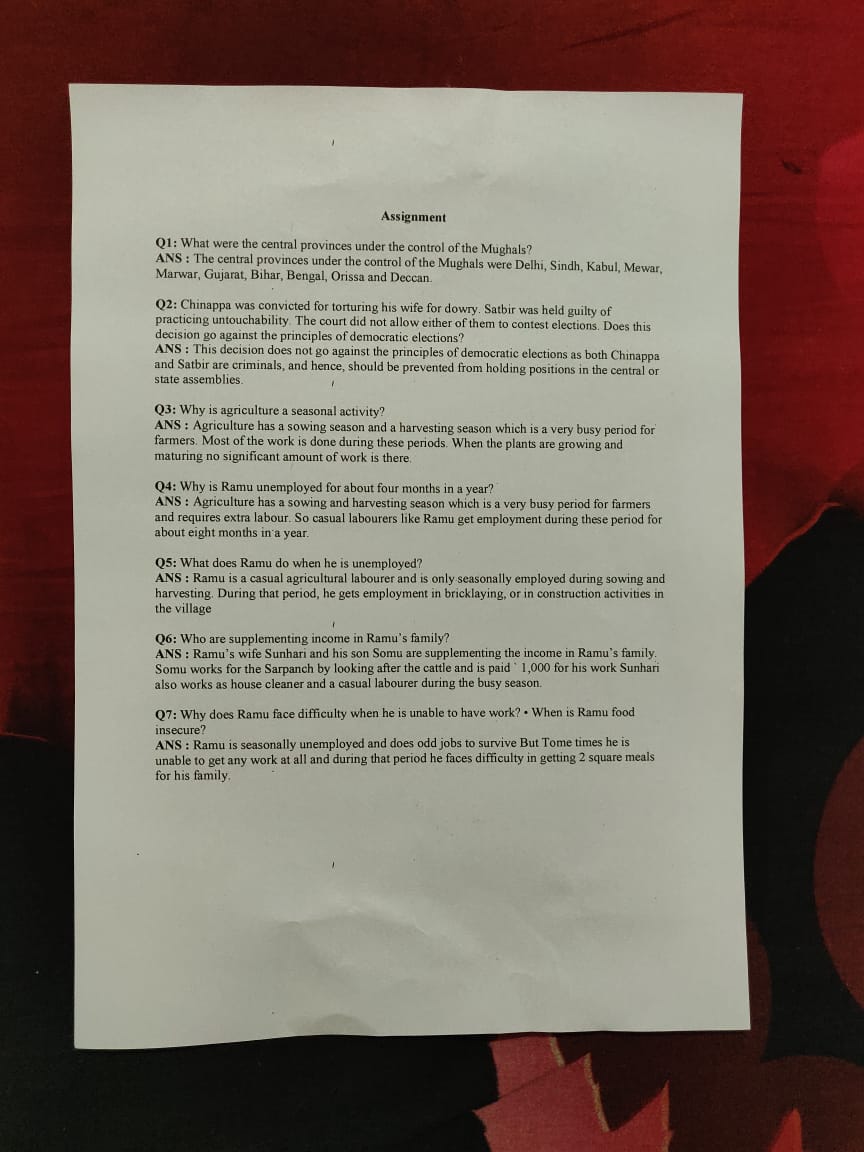 Assignment
Q1: What were the central provinces under the control of the Mughals?
ANS : The central provinces under the control of the Mughals were Delhi, Sindh, Kabul, Mewar,
Marwar, Gujarat, Bihar, Bengal, Orissa and Deccan.
Q2: Chinappa was convicted for torturing his wife for dowry. Satbir was held guilty of
practicing untouchability. The court did not allow either of them to contest elections. Does this
decision go against the principles of democratic elections?
ANS : This decision does not go against the principles of democratic elections as both Chinappa
and Satbir are criminals, and hence, should be prevented from holding positions in the central or
state assemblies.
Q3: Why is agriculture a seasonal activity?
ANS : Agriculture has a sowing season and a harvesting season which is a very busy period for
farmers. Most of the work is done during these periods. When the plants are growing and
maturing no significant amount of work is there.
Q4: Why is Ramu unemployed for about four months in a year?
ANS : Agriculture has a sowing and harvesting season which is a very busy period for farmers
and requires extra labour. So casual labourers like Ramu get employment during these period for
about eight months in a year.
Q5: What does Ramu do when he is unemployed?
ANS : Ramu is a casual agricultural labourer and is only seasonally employed during sowing and
harvesting. During that period, he gets employment in bricklaying, or in construction activities in
the village
Q6: Who are supplementing income in Ramu's family?
ANS : Ramu's wife Sunhari and his son Somu are supplementing the income in Ramu's family.
Somu works for the Sarpanch by looking after the cattle and is paid ` 1,000 for his work Sunhari
also works as house cleaner and a casual labourer during the busy season.
Q7: Why does Ramu face difficulty when he is unable to have work? • When is Ramu food
insecure?
ANS : Ramu is seasonally unemployed and does odd jobs to survive But Tome times he is
unable to get any work at all and during that period he faces difficulty in getting 2 square meals
for his family.